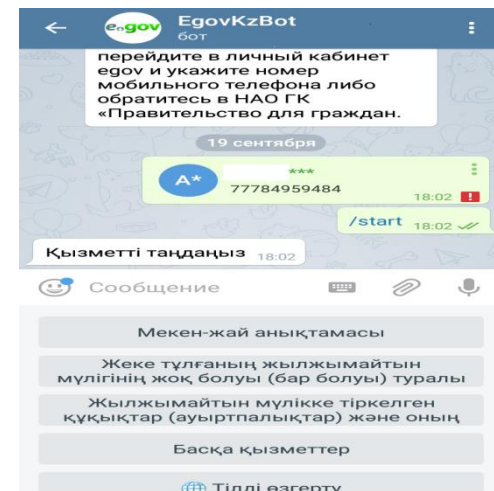 egov
EgovKzBot
бот
перейдите в личный кабинет
egov и укажите номер
мобильного телефона либо
обратитесь в НАО ГК
«Правительство для граждан.
19 сентября
A*
***
77784959484
18:02
/start 18:02
Қызметті таңдаңыз 18:02
Сообщение
Мекен-жай анықтамасы
Жеке тұлғаның жылжымайтын
мүлігінің жоқ болуы (бар болуы) туралы
Жылжымайтын мүлікке тіркелген
құқықтар (ауыртпалықтар) және оның
Басқа қызметтер
Тілді өзгерту